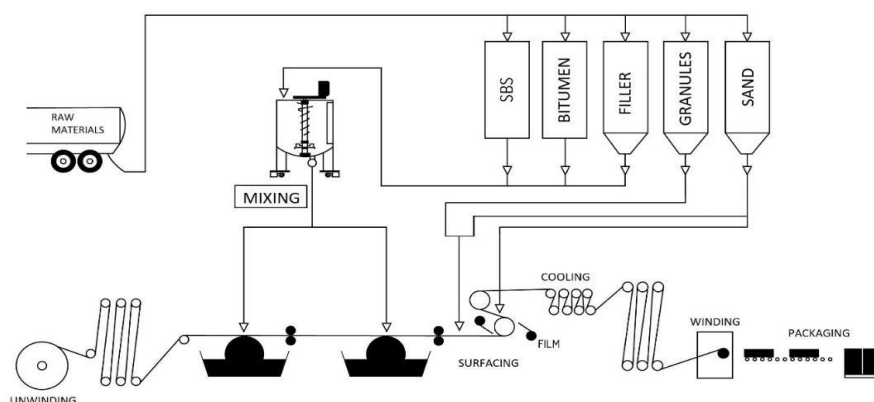 RAW
MATERIALS
SBS
BITUMEN
FILLER
GRANULES
SAND
MIXING
COOLING
WINDING
PACKAGING
FILM
SURFACING
UNWINDING